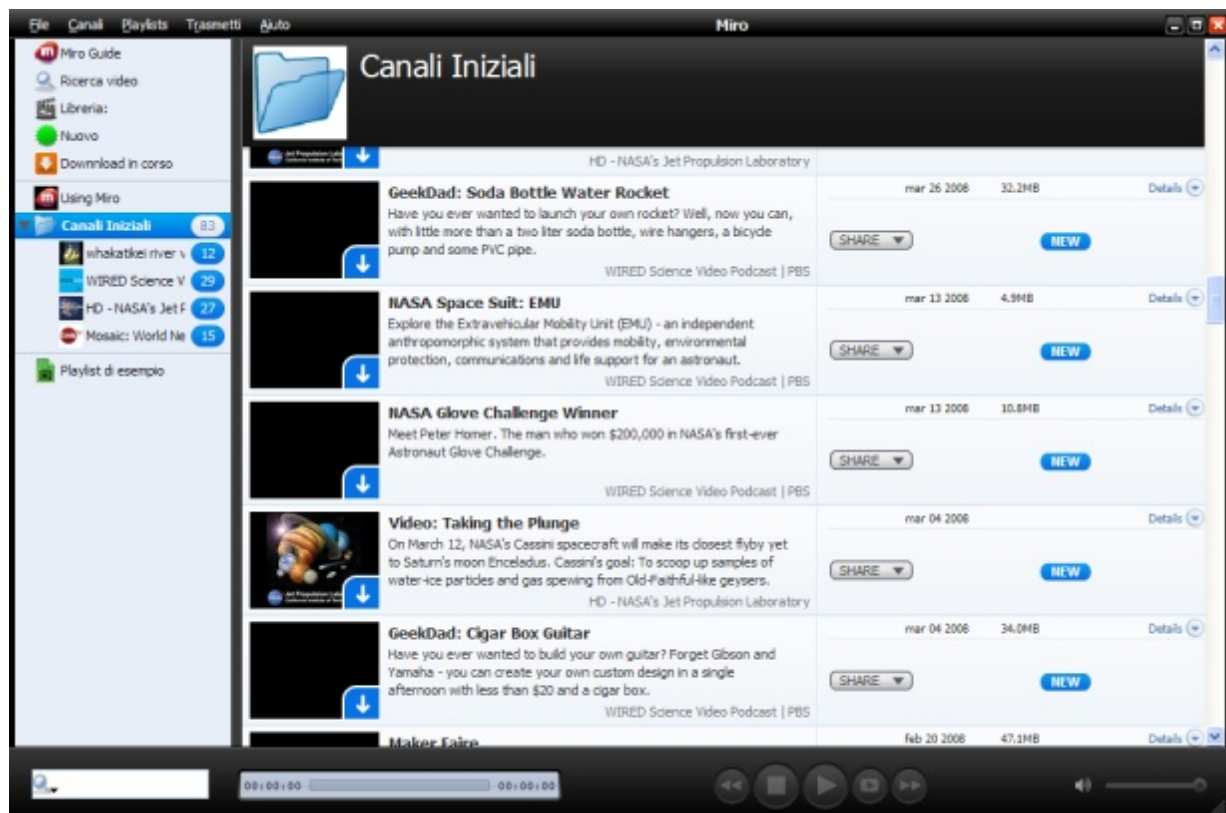 File Canali Playlists Trasmetti Aiuto
Miro
Miro Guide
Ricerca video
Libreria:
Nuovo
Downnload in corso
Using Miro
Canali Iniziali 83
whakatikei river v 12
WIRED Science V 29
HD - NASA's Jet F 27
Mosaic: World Ne 15
Playlist di esempio
Canali Iniziali
HD - NASA's Jet Propulsion Laboratory
GeekDad: Soda Bottle Water Rocket
mar 26 2008 32.2MB Details
Have you ever wanted to launch your own rocket? Well, now you can,
with little more than a two liter soda bottle, wire hangers, a bicycle
pump and some PVC pipe.
SHARE NEW
WIRED Science Video Podcast | PBS
NASA Space Suit: EMU
mar 13 2008 4.9MB Details
Explore the Extravehicular Mobility Unit (EMU) - an independent
anthropomorphic system that provides mobility, environmental
protection, communications and life support for an astronaut.
SHARE NEW
WIRED Science Video Podcast | PBS
NASA Glove Challenge Winner
mar 13 2008 10.8MB Details
Meet Peter Homer. The man who won $200,000 in NASA's first-ever
Astronaut Glove Challenge.
SHARE NEW
WIRED Science Video Podcast | PBS
Video: Taking the Plunge
mar 04 2008 Details
On March 12, NASA's Cassini spacecraft will make its closest flyby yet
to Saturn's moon Enceladus. Cassini's goal: To scoop up samples of
water-ice particles and gas spewing from Old-Faithful-like geysers.
SHARE NEW
HD - NASA's Jet Propulsion Laboratory
GeekDad: Cigar Box Guitar
mar 04 2008 34.0MB Details
Have you ever wanted to build your own guitar? Forget Gibson and
Yamaha - you can create your own custom design in a single
afternoon with less than $20 and a cigar box.
SHARE NEW
WIRED Science Video Podcast | PBS
Maker Faire
feb 20 2008 47.1MB Details
00:00:00 00:00:00